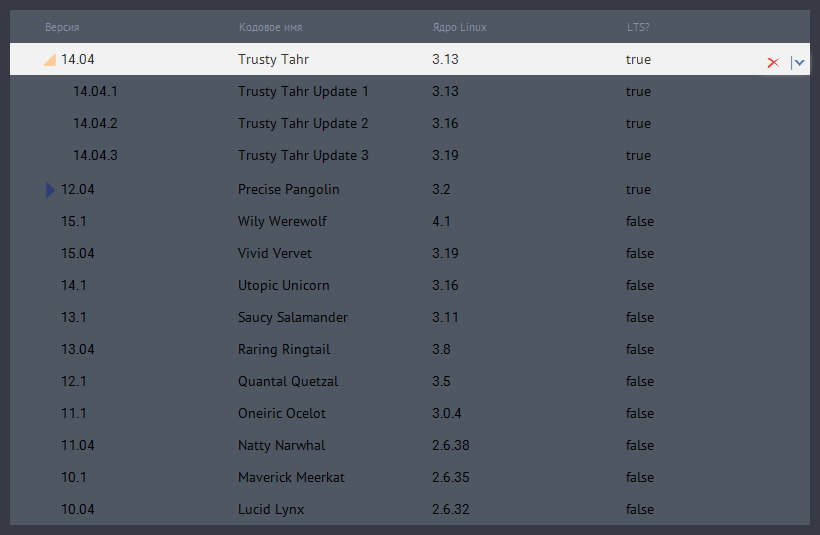 Версия Кодовое имя Ядро Linux LTS?
14.04 Trusty Tahr 3.13 true
14.04.1 Trusty Tahr Update 1 3.13 true
14.04.2 Trusty Tahr Update 2 3.16 true
14.04.3 Trusty Tahr Update 3 3.19 true
12.04 Precise Pangolin 3.2 true
15.1 Wily Werewolf 4.1 false
15.04 Vivid Vervet 3.19 false
14.1 Utopic Unicorn 3.16 false
13.1 Saucy Salamander 3.11 false
13.04 Raring Ringtail 3.8 false
12.1 Quantal Quetzal 3.5 false
11.1 Oneiric Ocelot 3.0.4 false
11.04 Natty Narwhal 2.6.38 false
10.1 Maverick Meerkat 2.6.35 false
10.04 Lucid Lynx 2.6.32 false